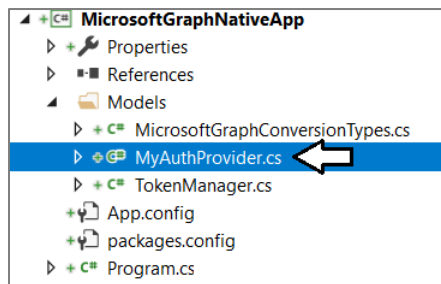 MicrosoftGraphNativeApp
Properties
References
Models
MicrosoftGraphConversionTypes.cs
MyAuthProvider.cs
TokenManager.cs
App.config
packages.config
Program.cs